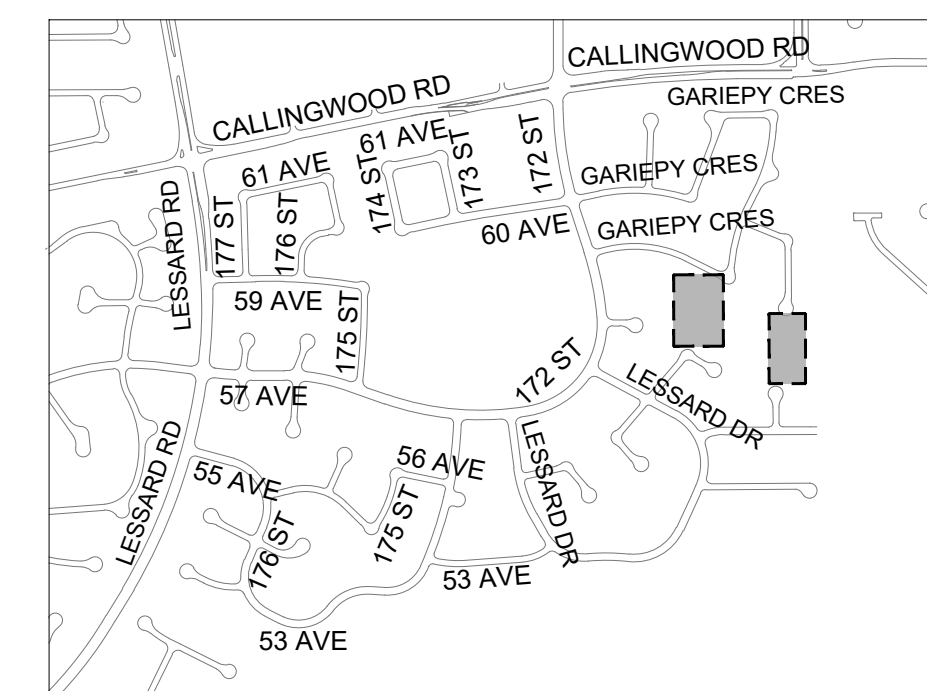 CALLINGWOOD RD
CALLINGWOOD RD
GARIEPY CRES
61 AVE
61 AVE
174 ST
173 ST
172 ST
GARIEPY CRES
LESSARD RD
177 ST
176 ST
60 AVE
GARIEPY CRES
59 AVE
175 ST
172 ST
57 AVE
LESSARD DR
LESSARD RD
55 AVE
56 AVE
LESSARD DR
176 ST
175 ST
53 AVE
53 AVE